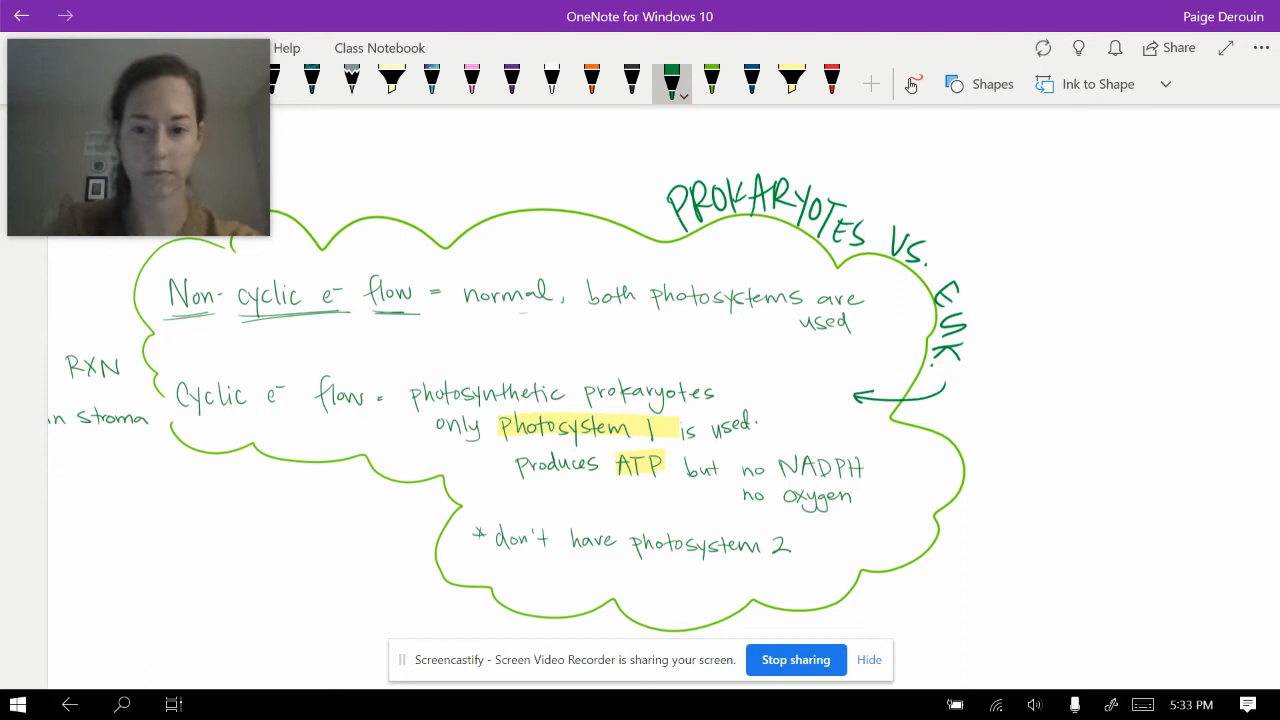 OneNote for Windows 10
Paige Derouin
Help
Class Notebook
Share
Shapes
Ink to Shape
PROKARYOTES VS. EUK.
Non-cyclic e- flow = normal, both photosystems are
used
RXN
in stroma
Cyclic e- flow = photosynthetic prokaryotes
only photosystem 1 is used.
produces ATP but no NADPH
no oxygen
*don't have photosystem 2
Screencastify - Screen Video Recorder is sharing your screen.
Stop sharing
Hide
5:33 PM